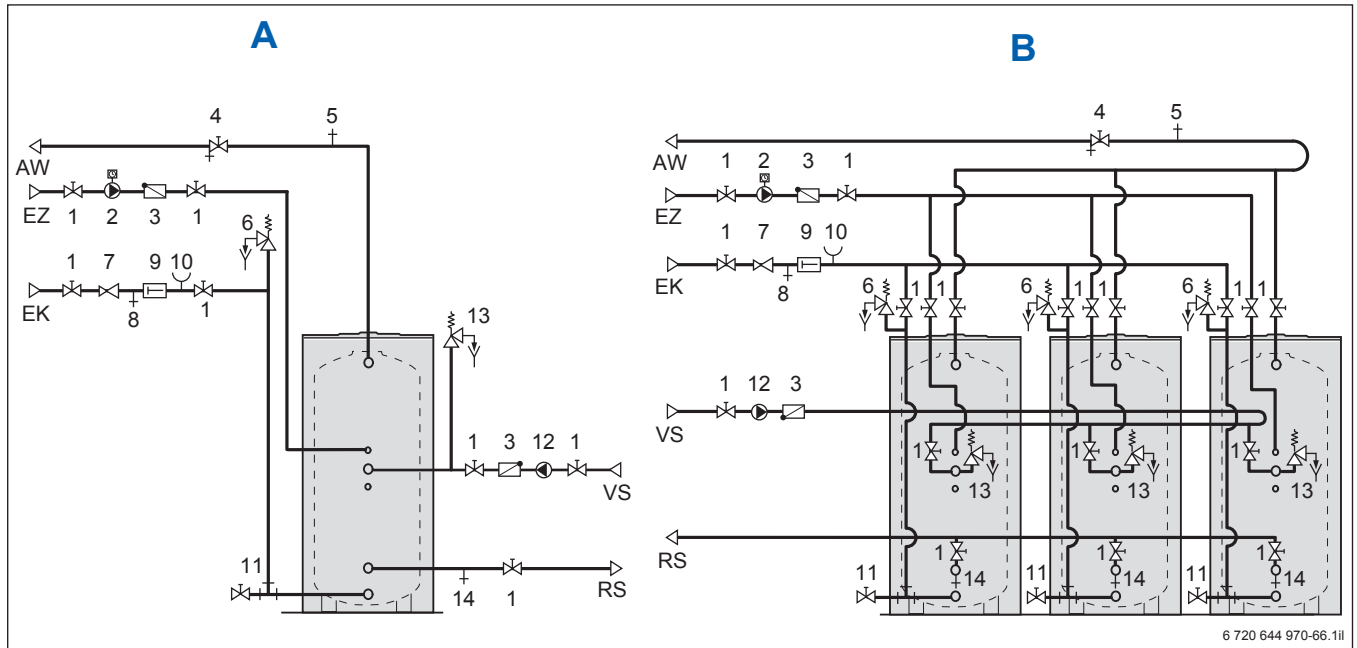 A
B
4 5
AW
1 2 3 1
EZ
6
1 7 9 10
8 1
EK
13
1 3 12 1
VS
11
14 1
RS
4 5
AW
1 2 3 1
EZ
1 7 9 10
8
EK
6 1 1 6 1 1 6 1 1
1 12 3
VS
1 1 1
13 13 13
RS
1 1 1
11 14 11 14 11 14
6 720 644 970-66.1il